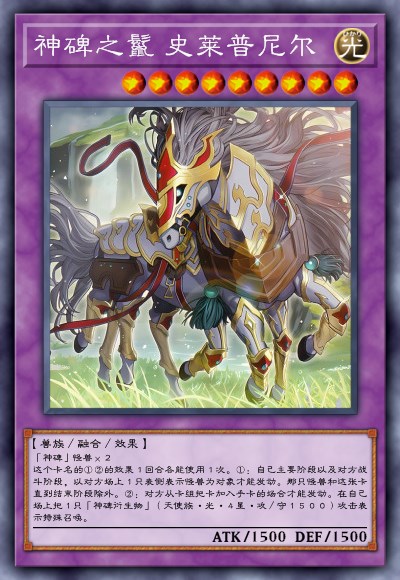 神碑之鬣 史莱普尼尔
ひかり
光
【兽族／融合／效果】
「神碑」怪兽×2
这个卡名的①②的效果1回合各能使用1次。①：自己主要阶段以及对方战
斗阶段，以对方场上1只表侧表示怪兽为对象才能发动。那只怪兽和这张卡
直到结束阶段除外。②：对方从卡组把卡加入手卡的场合才能发动。在自己
场上把1只「神碑衍生物」（天使族·光·4星·攻/守1500）攻击表
示特殊召唤。
ATK/1500 DEF/1500